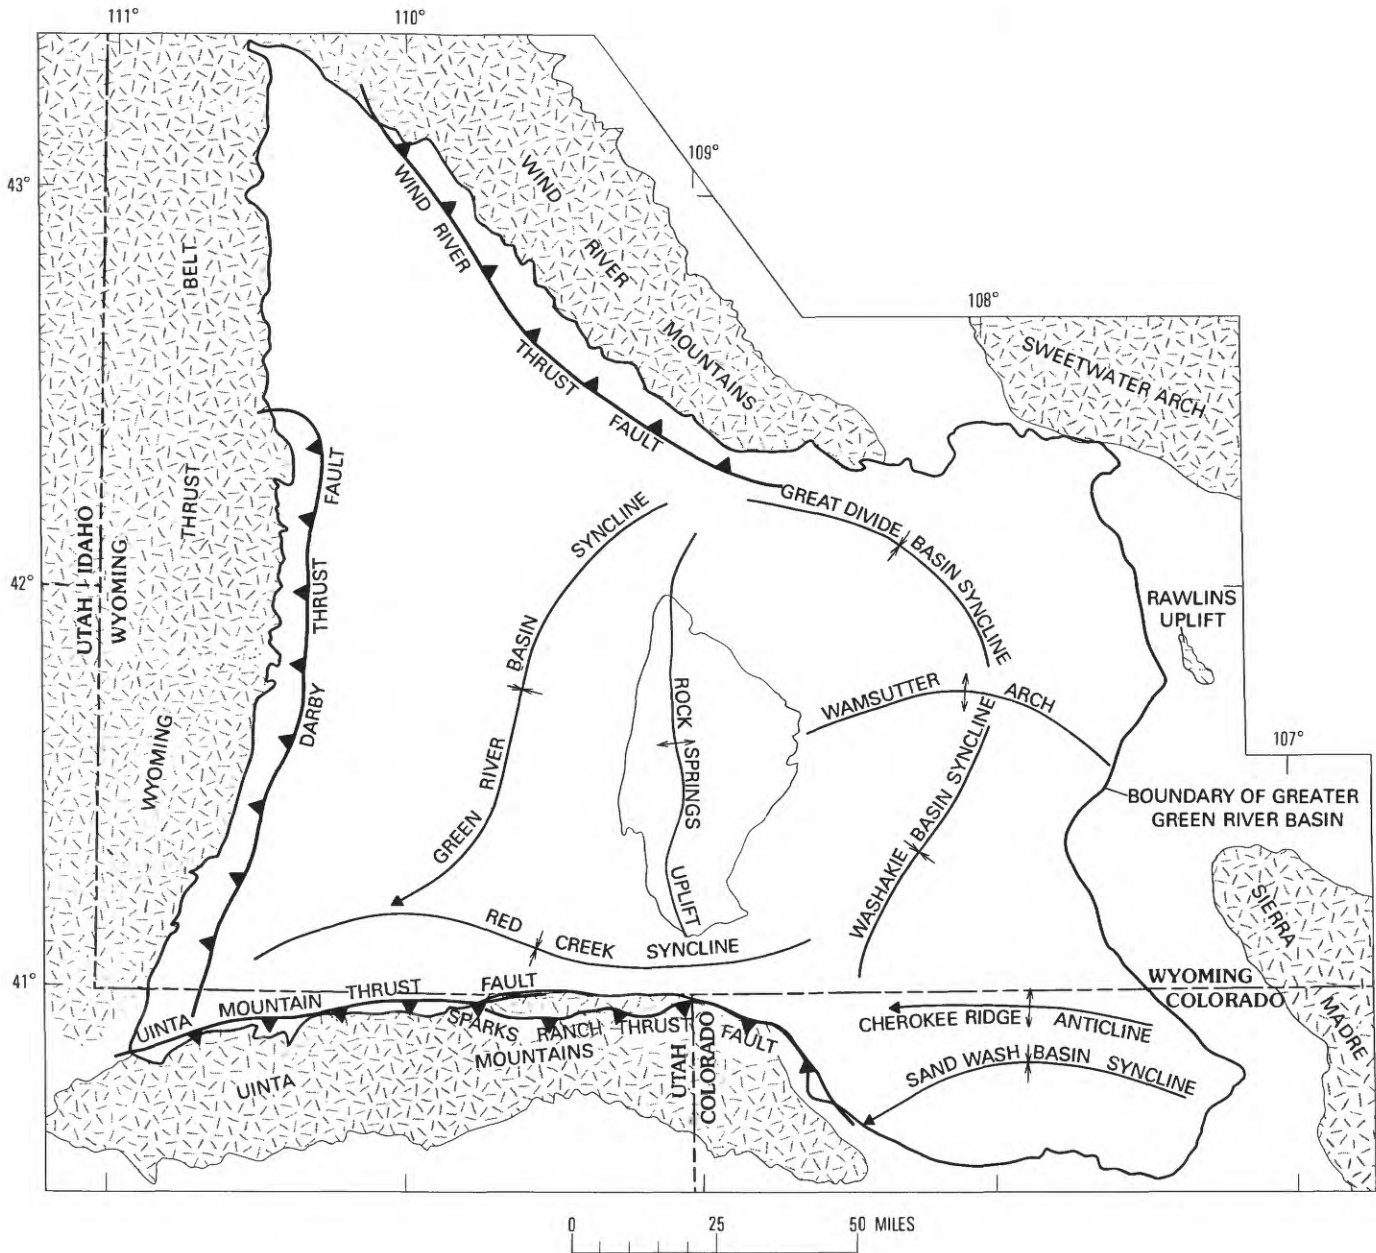 111°
110°
109°
43°
WIND
RIVER
MOUNTAINS
WIND RIVER
THRUST
FAULT
108°
SWEETWATER ARCH
BELT
THRUST
WYOMING
FAULT
THRUST
DARBY
UTAH IDAHO
WYOMING
42°
SYNCLINE
BASIN
RIVER
GREEN
GREAT DIVIDE BASIN SYNCLINE
RAWLINS
UPLIFT
ROCK
SPRINGS
UPLIFT
WAMSUTTER ARCH
WASHAKIE BASIN SYNCLINE
107°
BOUNDARY OF GREATER
GREEN RIVER BASIN
RED CREEK SYNCLINE
SIERRA
MADRE
41°
WYOMING
COLORADO
UINTA MOUNTAIN THRUST FAULT
SPARKS RANCH THRUST FAULT
MOUNTAINS
UINTA
UTAH
COLORADO
CHEROKEE RIDGE ANTICLINE
SAND WASH BASIN SYNCLINE
0 25 50 MILES